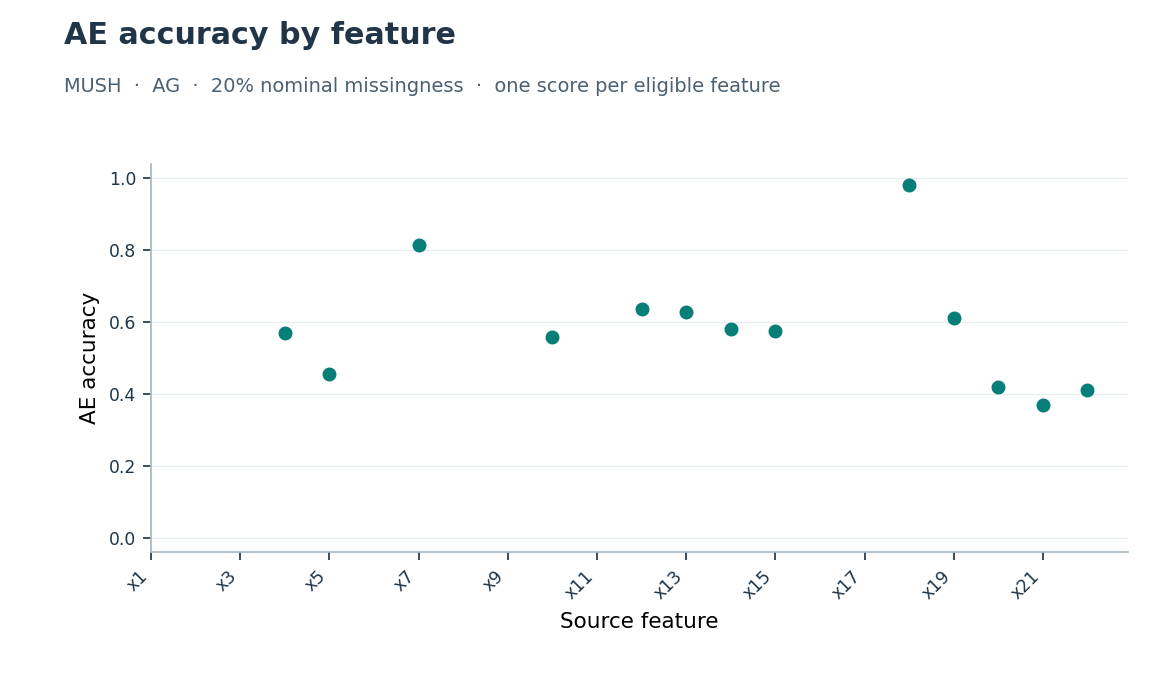 AE accuracy by feature
MUSH · AG · 20% nominal missingness · one score per eligible feature
1.0
0.8
0.6
0.4
0.2
0.0
AE accuracy
x1 x3 x5 x7 x9 x11 x13 x15 x17 x19 x21
Source feature